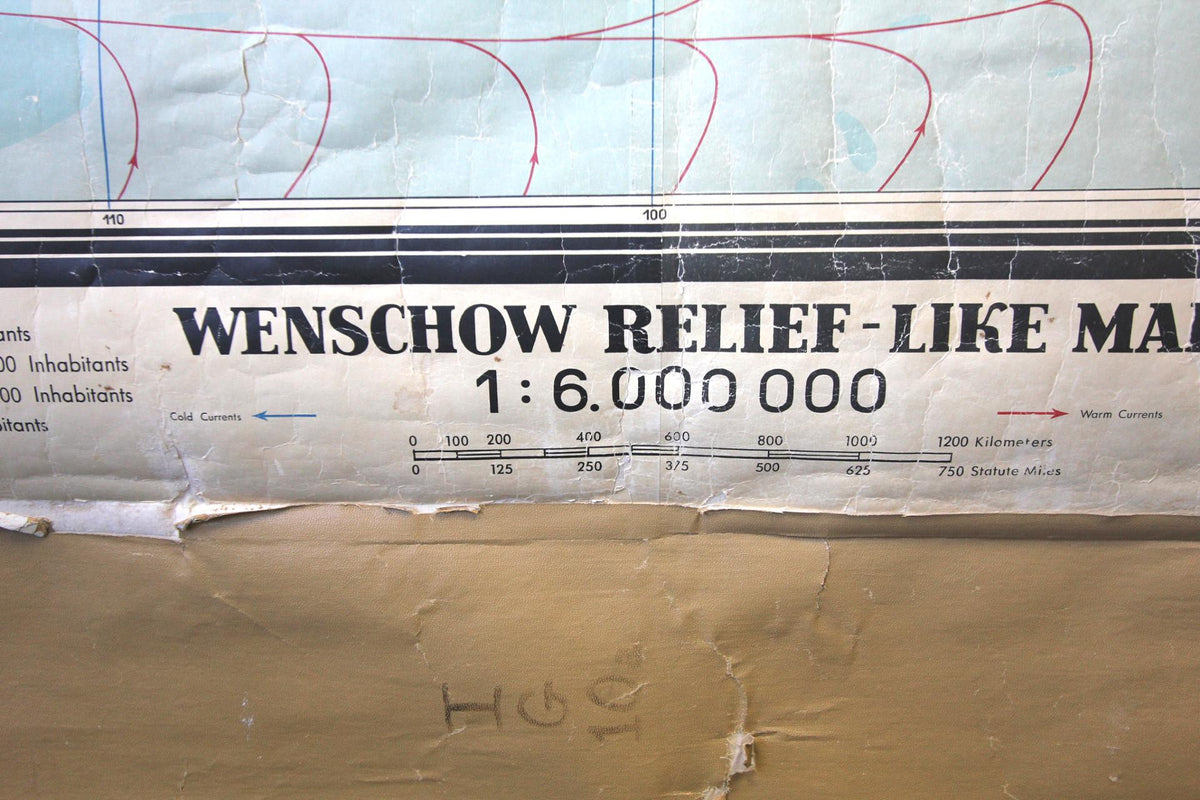 110 100
ants
WENSCHOW RELIEF-LIKE MA
00 Inhabitants
1:6.000 000
00 Inhabitants
Cold Currents
Warm Currents
bitants
0 100 200 400 600 800 1000 1200 Kilometers
0 125 250 375 500 625 750 Statute Miles
HG
10